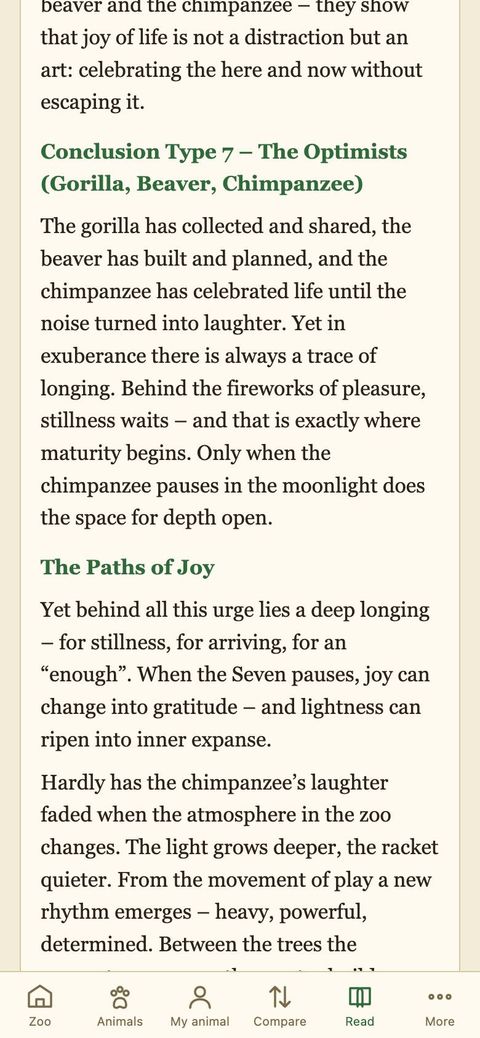 beaver and the chimpanzee – they show
that joy of life is not a distraction but an
art: celebrating the here and now without
escaping it.
Conclusion Type 7 – The Optimists
(Gorilla, Beaver, Chimpanzee)
The gorilla has collected and shared, the
beaver has built and planned, and the
chimpanzee has celebrated life until the
noise turned into laughter. Yet in
exuberance there is always a trace of
longing. Behind the fireworks of pleasure,
stillness waits – and that is exactly where
maturity begins. Only when the
chimpanzee pauses in the moonlight does
the space for depth open.
The Paths of Joy
Yet behind all this urge lies a deep longing
– for stillness, for arriving, for an
“enough”. When the Seven pauses, joy can
change into gratitude – and lightness can
ripen into inner expanse.
Hardly has the chimpanzee’s laughter
faded when the atmosphere in the zoo
changes. The light grows deeper, the racket
quieter. From the movement of play a new
rhythm emerges – heavy, powerful,
determined. Between the trees the
Zoo
Animals
My animal
Compare
Read
More